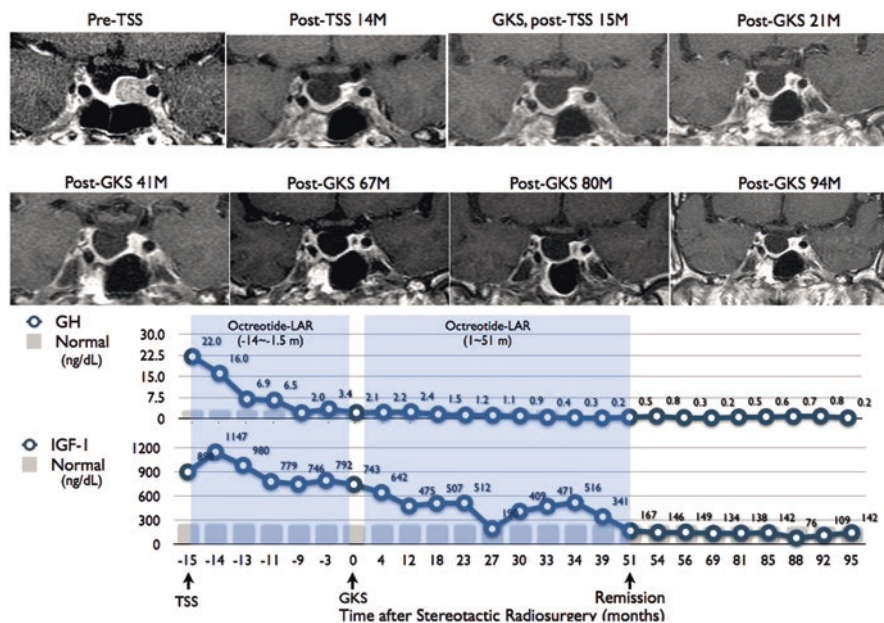 Pre-TSS Post-TSS 14M GKS, post-TSS 15M Post-GKS 21M
Post-GKS 41M Post-GKS 67M Post-GKS 80M Post-GKS 94M
GH
Normal
(ng/dL)
Octreotide-LAR
(-14~-1.5 m)
Octreotide-LAR
(1~51 m)
30.0
22.5
15.0
7.5
0
22.0 16.0 6.9 6.5 2.0 3.4 2.1 2.2 2.4 1.5 1.2 1.1 0.9 0.4 0.3 0.2 0.5 0.8 0.3 0.2 0.5 0.6 0.7 0.8 0.2
IGF-1
Normal
(ng/dL)
1200
900
600
300
0
1147 980 779 746 792 743 642 475 507 512 409 471 516 341 167 146 149 134 138 142 76 109 142
-15 -14 -13 -11 -9 -3 0 4 12 18 23 27 30 33 34 39 51 54 56 69 81 85 88 92 95
TSS GKS Remission
Time after Stereotactic Radiosurgery (months)